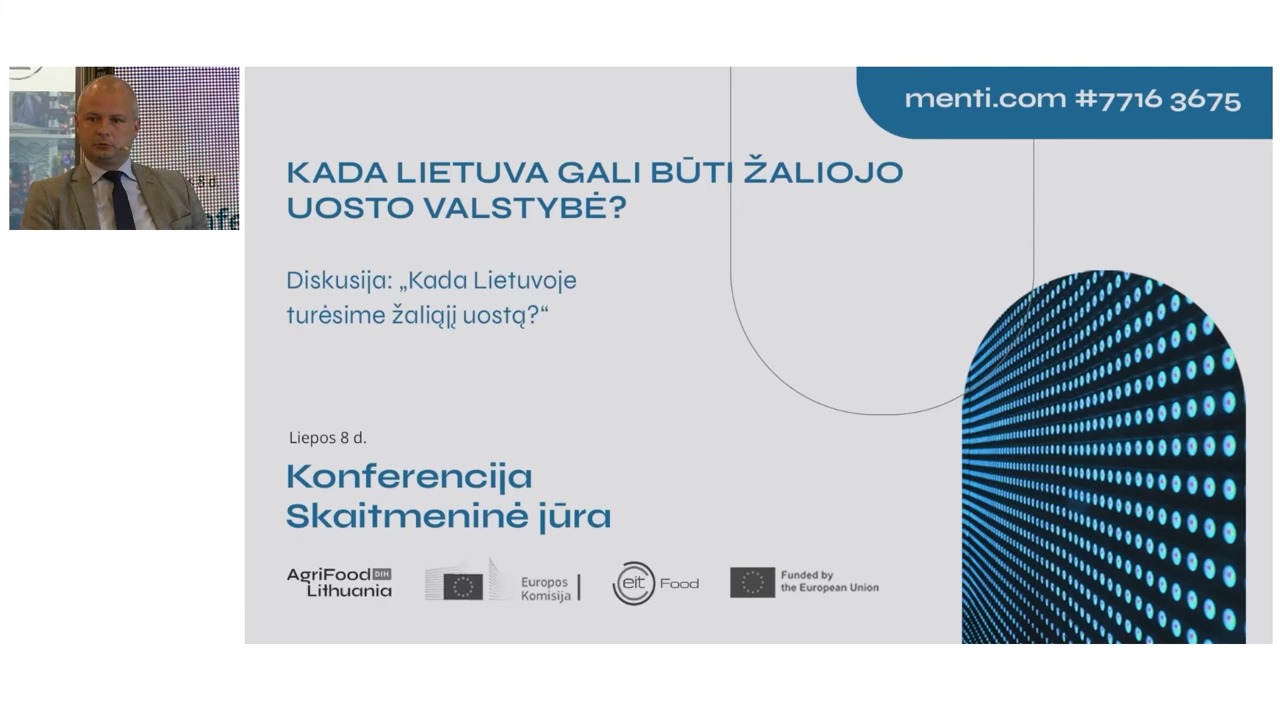 menti.com #7716 3675
KADA LIETUVA GALI BŪTI ŽALIOJO
UOSTO VALSTYBĖ?
Diskusija: „Kada Lietuvoje
turėsime žaliąjį uostą?“
Liepos 8 d.
Konferencija
Skaitmeninė jūra
AgriFood DIH
Lithuania
Europos
Komisija
eit Food
Funded by
the European Union